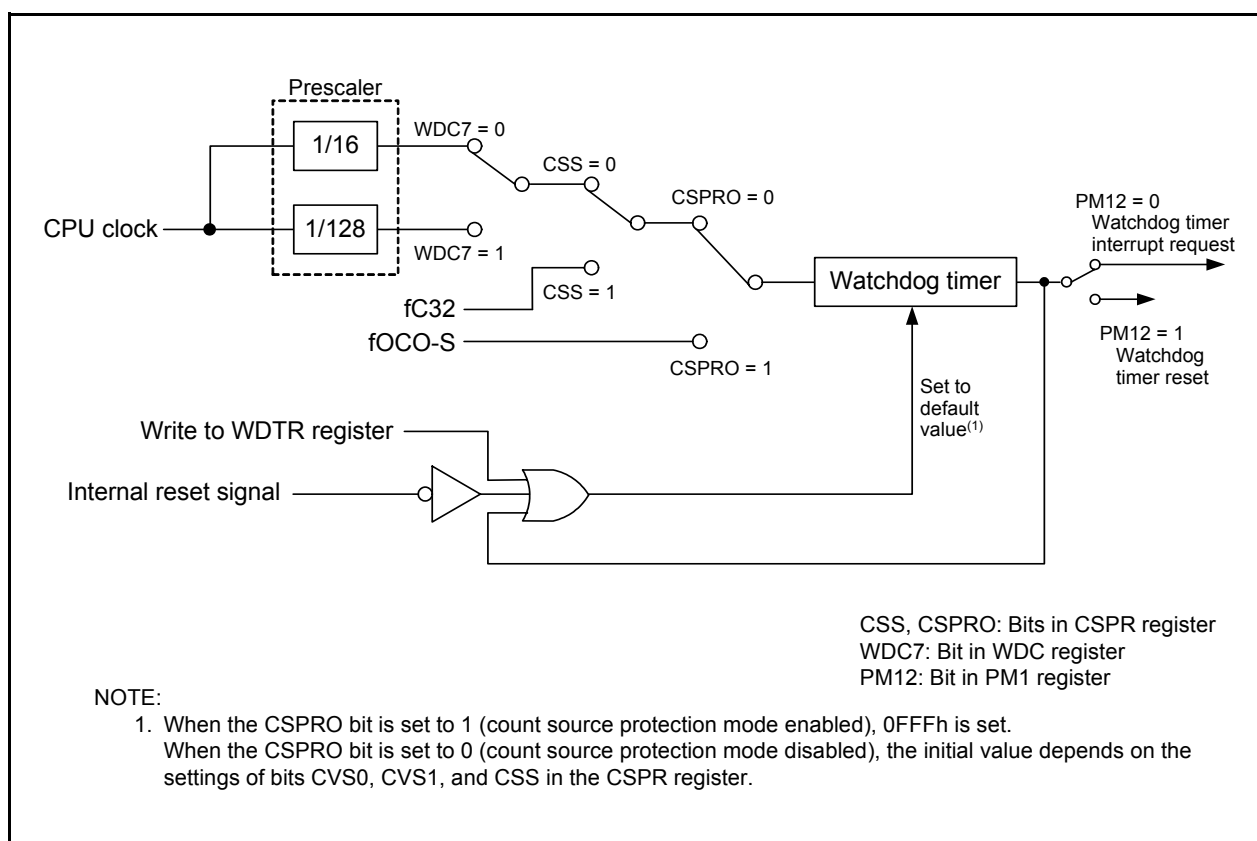 Prescaler
1/16
WDC7 = 0
CSS = 0
CSPRO = 0
PM12 = 0
Watchdog timer
interrupt request
CPU clock
1/128
WDC7 = 1
CSS = 1
fC32
fOCO-S
CSPRO = 1
Watchdog timer
PM12 = 1
Watchdog
timer reset
Set to
default
value(1)
Write to WDTR register
Internal reset signal
CSS, CSPRO: Bits in CSPR register
WDC7: Bit in WDC register
PM12: Bit in PM1 register
NOTE:
1. When the CSPRO bit is set to 1 (count source protection mode enabled), 0FFFh is set.
When the CSPRO bit is set to 0 (count source protection mode disabled), the initial value depends on the
settings of bits CVS0, CVS1, and CSS in the CSPR register.